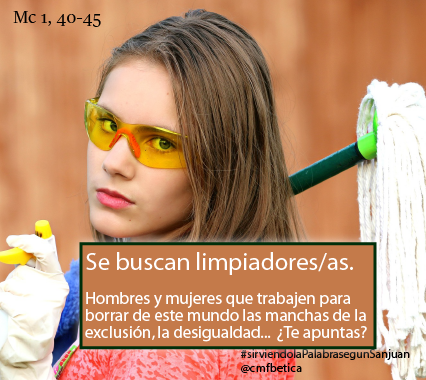 Mc 1, 40-45
Se buscan limpiadores/as.
Hombres y mujeres que trabajen para
borrar de este mundo las manchas de la
exclusión, la desigualdad... ¿Te apuntas?
#sirviendolaPalabrasegunSanjuan
@cmfbetica